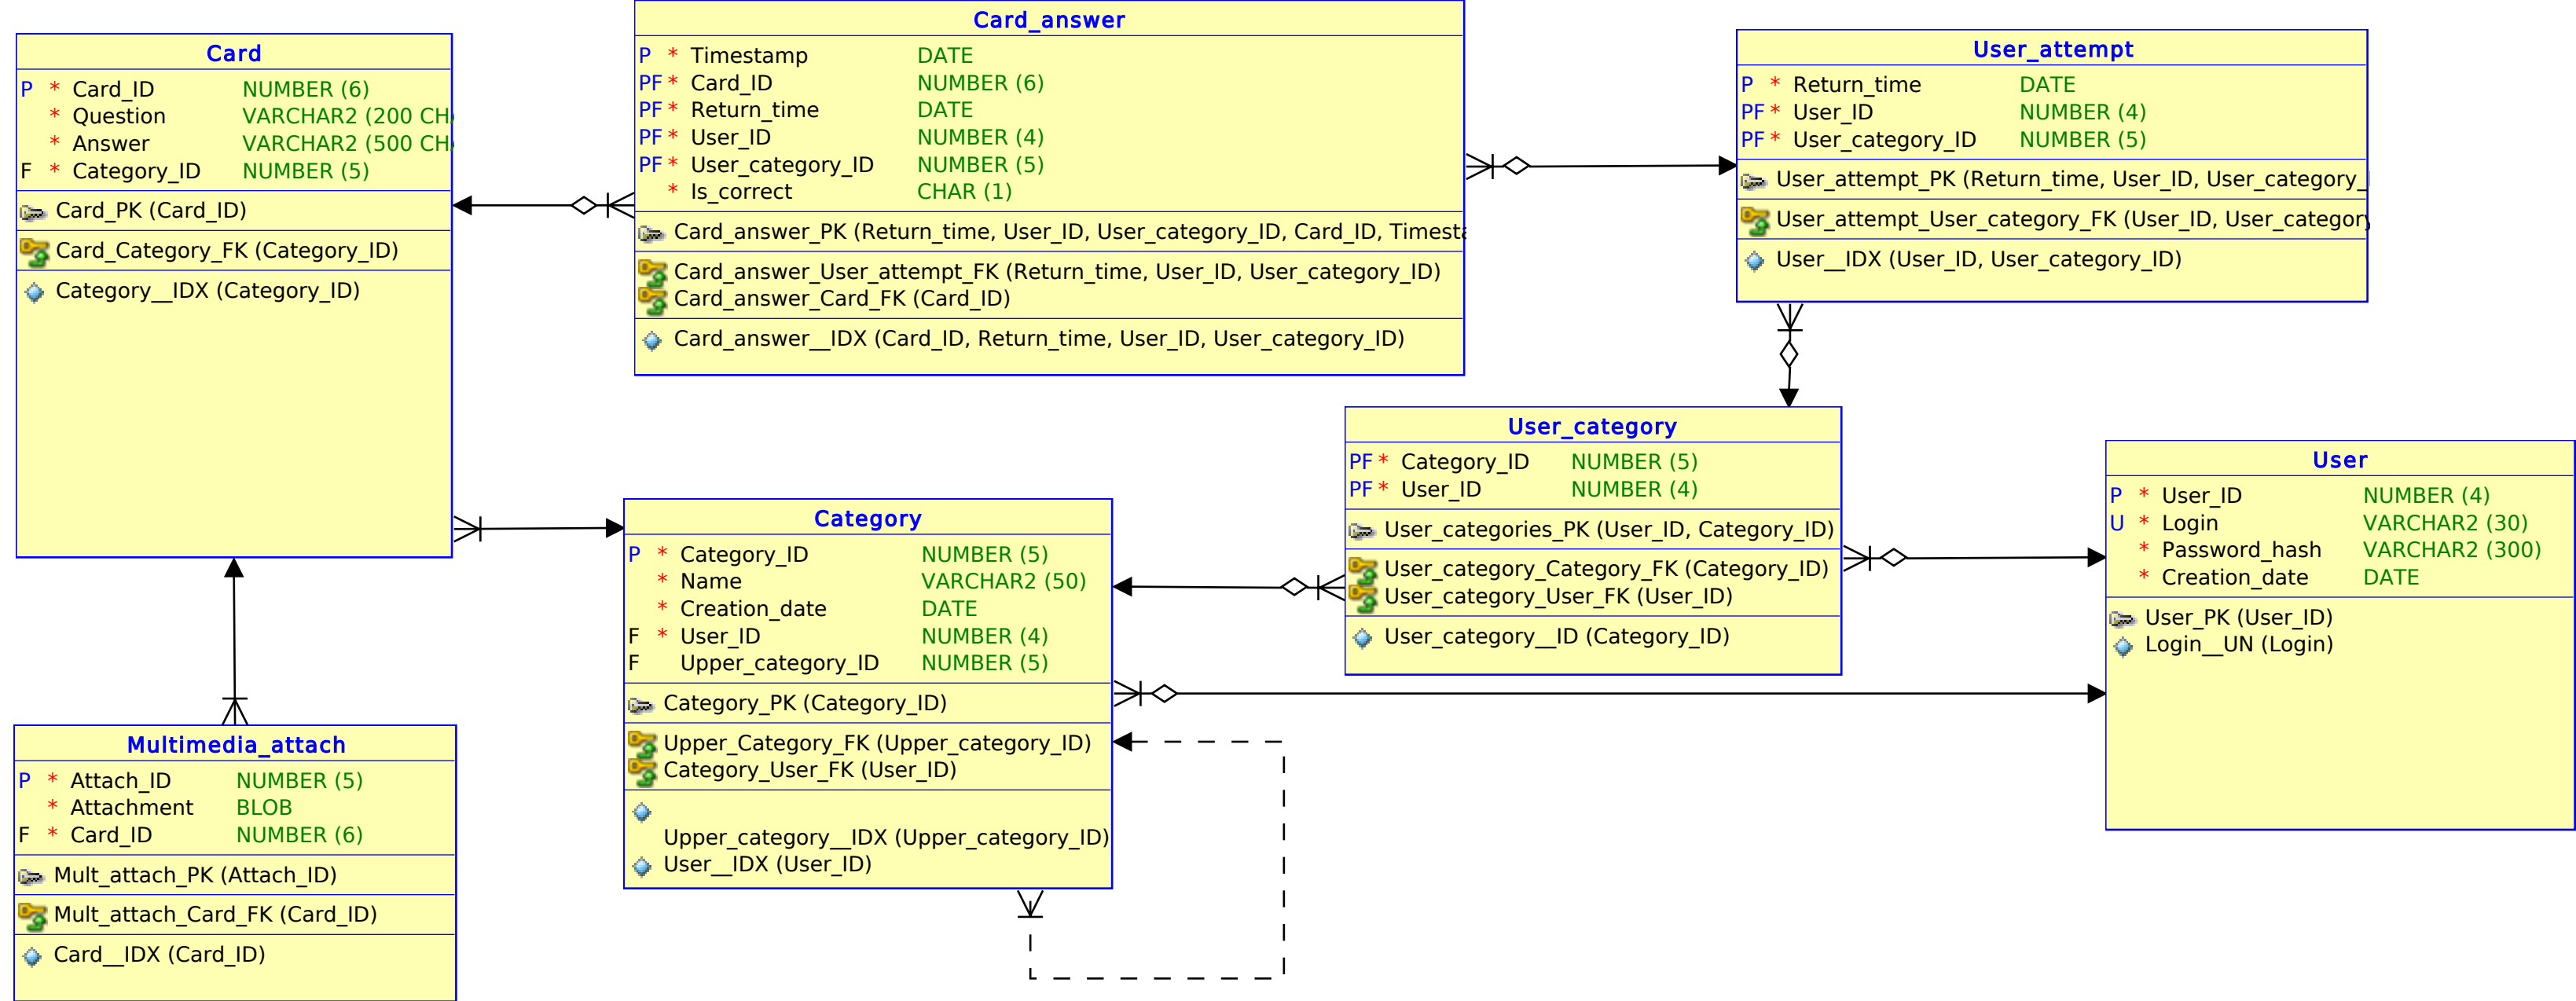 Card
P * Card_ID NUMBER (6)
* Question VARCHAR2 (200 CH
* Answer VARCHAR2 (500 CH
F * Category_ID NUMBER (5)
Card_PK (Card_ID)
Card_Category_FK (Category_ID)
Category__IDX (Category_ID)
Card_answer
P * Timestamp DATE
PF * Card_ID NUMBER (6)
PF * Return_time DATE
PF * User_ID NUMBER (4)
PF * User_category_ID NUMBER (5)
* Is_correct CHAR (1)
Card_answer_PK (Return_time, User_ID, User_category_ID, Card_ID, Timesta
Card_answer_User_attempt_FK (Return_time, User_ID, User_category_ID)
Card_answer_Card_FK (Card_ID)
Card_answer__IDX (Card_ID, Return_time, User_ID, User_category_ID)
User_attempt
P * Return_time DATE
PF * User_ID NUMBER (4)
PF * User_category_ID NUMBER (5)
User_attempt_PK (Return_time, User_ID, User_category_
User_attempt_User_category_FK (User_ID, User_category
User__IDX (User_ID, User_category_ID)
User_category
PF * Category_ID NUMBER (5)
PF * User_ID NUMBER (4)
User_categories_PK (User_ID, Category_ID)
User_category_Category_FK (Category_ID)
User_category_User_FK (User_ID)
User_category__ID (Category_ID)
User
P * User_ID NUMBER (4)
U * Login VARCHAR2 (30)
* Password_hash VARCHAR2 (300)
* Creation_date DATE
User_PK (User_ID)
Login__UN (Login)
Category
P * Category_ID NUMBER (5)
* Name VARCHAR2 (50)
* Creation_date DATE
F * User_ID NUMBER (4)
F Upper_category_ID NUMBER (5)
Category_PK (Category_ID)
Upper_Category_FK (Upper_category_ID)
Category_User_FK (User_ID)
Upper_category__IDX (Upper_category_ID)
User__IDX (User_ID)
Multimedia_attach
P * Attach_ID NUMBER (5)
* Attachment BLOB
F * Card_ID NUMBER (6)
Mult_attach_PK (Attach_ID)
Mult_attach_Card_FK (Card_ID)
Card__IDX (Card_ID)